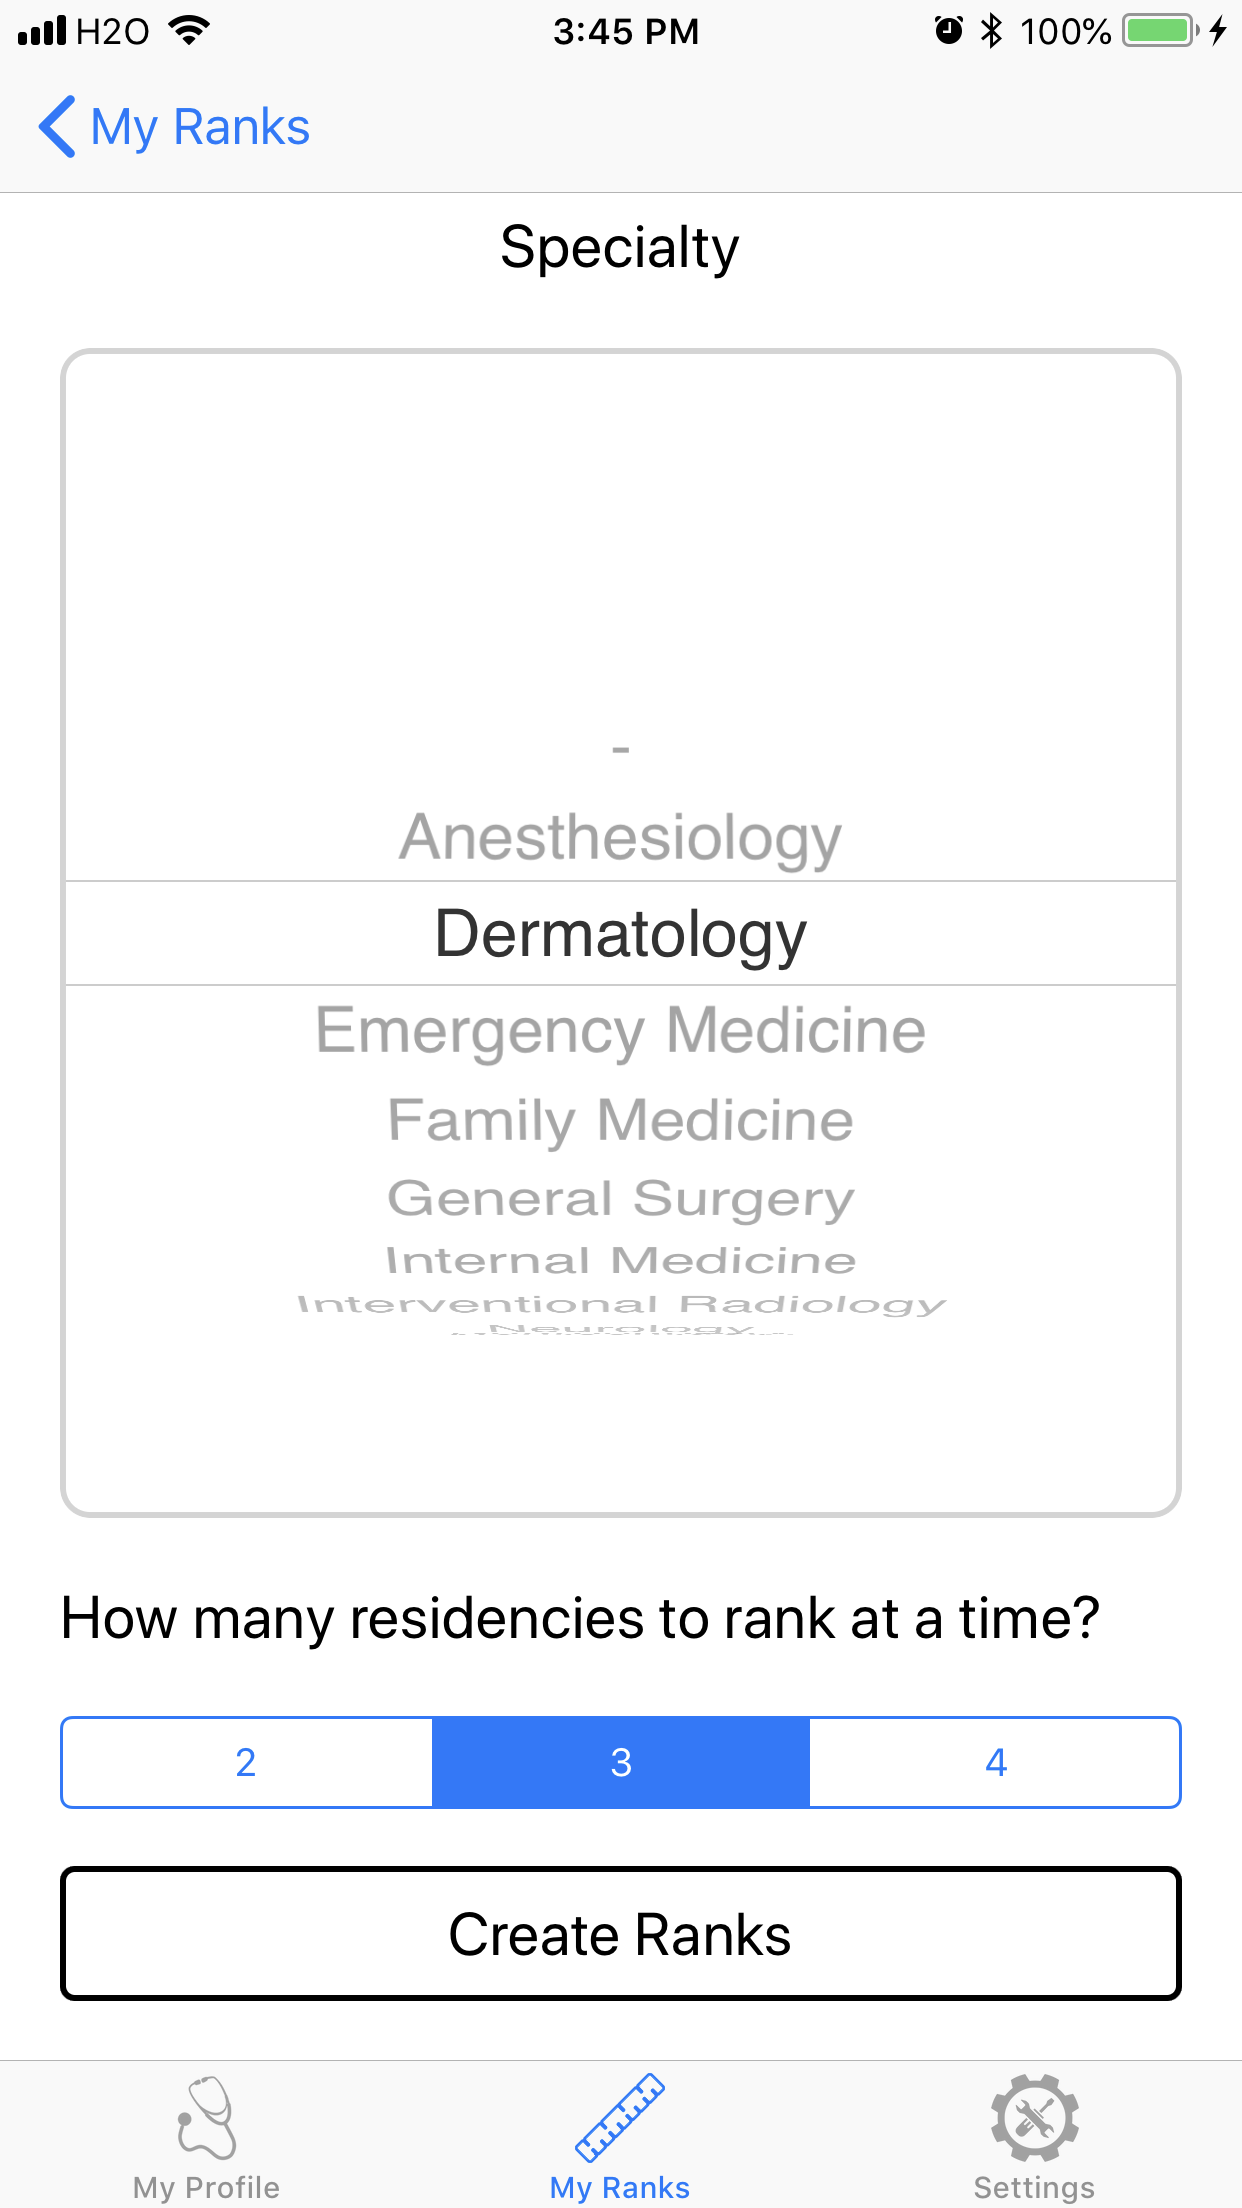 H2O 3:45 PM 100%
My Ranks
Specialty
-
Anesthesiology
Dermatology
Emergency Medicine
Family Medicine
General Surgery
Internal Medicine
Interventional Radiology
Neurology
How many residencies to rank at a time?
2 3 4
Create Ranks
My Profile My Ranks Settings